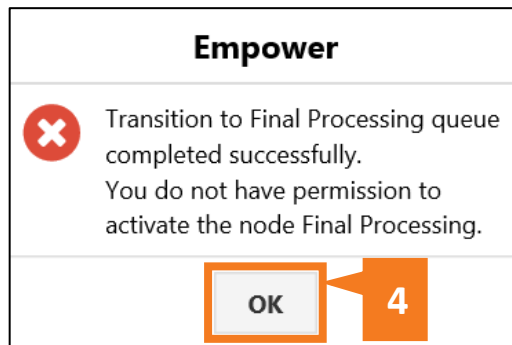 Empower
Transition to Final Processing queue
completed successfully.
You do not have permission to
activate the node Final Processing.
OK
4